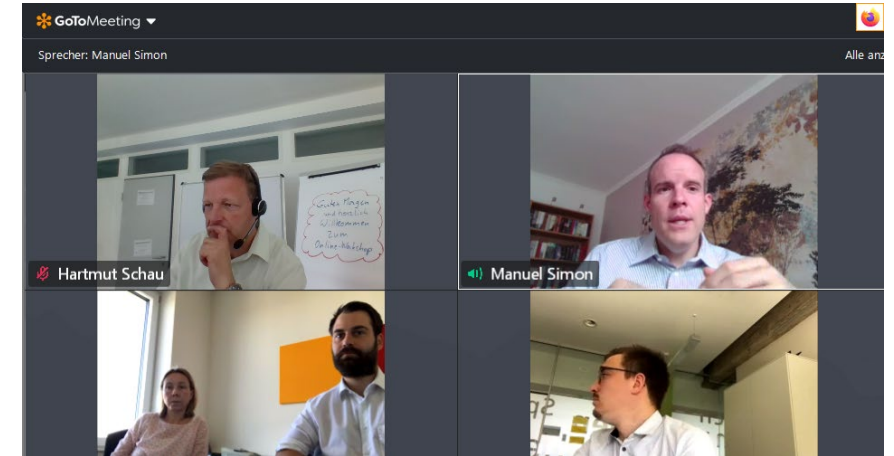 GoToMeeting
Sprecher: Manuel Simon
Alle anz
Guten Morgen
und herzlich
Willkommen
zum
Online-Workshop
Hartmut Schau
Manuel Simon